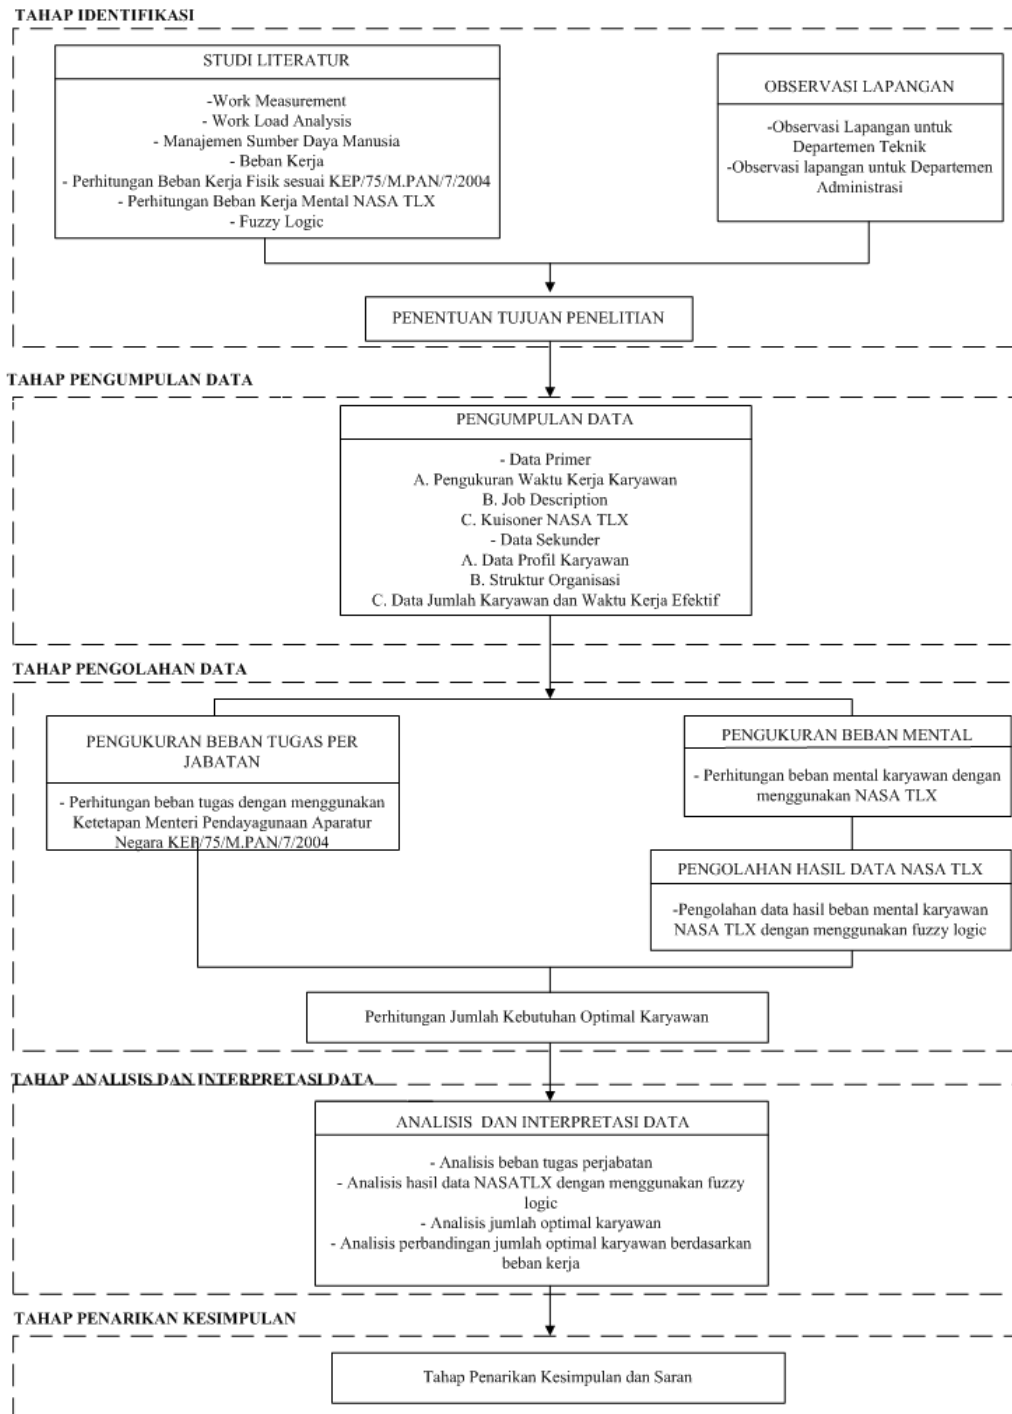 TAHAP IDENTIFIKASI
STUDI LITERATUR
-Work Measurement
- Work Load Analysis
- Manajemen Sumber Daya Manusia
- Beban Kerja
- Perhitungan Beban Kerja Fisik sesuai KEP/75/M.PAN/7/2004
- Perhitungan Beban Kerja Mental NASA TLX
- Fuzzy Logic
OBSERVASI LAPANGAN
-Observasi Lapangan untuk
Departemen Teknik
-Observasi lapangan untuk Departemen
Administrasi
PENENTUAN TUJUAN PENELITIAN
TAHAP PENGUMPULAN DATA
PENGUMPULAN DATA
- Data Primer
A. Pengukuran Waktu Kerja Karyawan
B. Job Description
C. Kuisoner NASA TLX
- Data Sekunder
A. Data Profil Karyawan
B. Struktur Organisasi
C. Data Jumlah Karyawan dan Waktu Kerja Efektif
TAHAP PENGOLAHAN DATA
PENGUKURAN BEBAN TUGAS PER
JABATAN
- Perhitungan beban tugas dengan menggunakan
Ketetapan Menteri Pendayagunaan Aparatur
Negara KEP/75/M.PAN/7/2004
PENGUKURAN BEBAN MENTAL
- Perhitungan beban mental karyawan dengan
menggunakan NASA TLX
PENGOLAHAN HASIL DATA NASA TLX
-Pengolahan data hasil beban mental karyawan
NASA TLX dengan menggunakan fuzzy logic
Perhitungan Jumlah Kebutuhan Optimal Karyawan
TAHAP ANALISIS DAN INTERPRETASI DATA
ANALISIS DAN INTERPRETASI DATA
- Analisis beban tugas perjabatan
- Analisis hasil data NASATLX dengan menggunakan fuzzy
logic
- Analisis jumlah optimal karyawan
- Analisis perbandingan jumlah optimal karyawan berdasarkan
beban kerja
TAHAP PENARIKAN KESIMPULAN
Tahap Penarikan Kesimpulan dan Saran